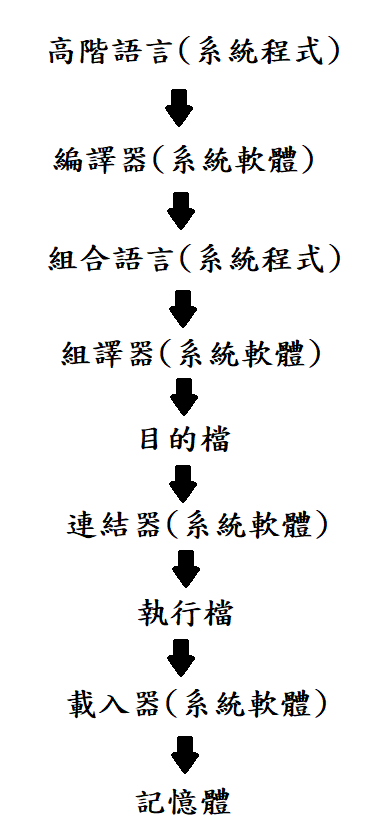 高階語言(系統程式)
編譯器(系統軟體)
組合語言(系統程式)
組譯器(系統軟體)
目的檔
連結器(系統軟體)
執行檔
載入器(系統軟體)
記憶體